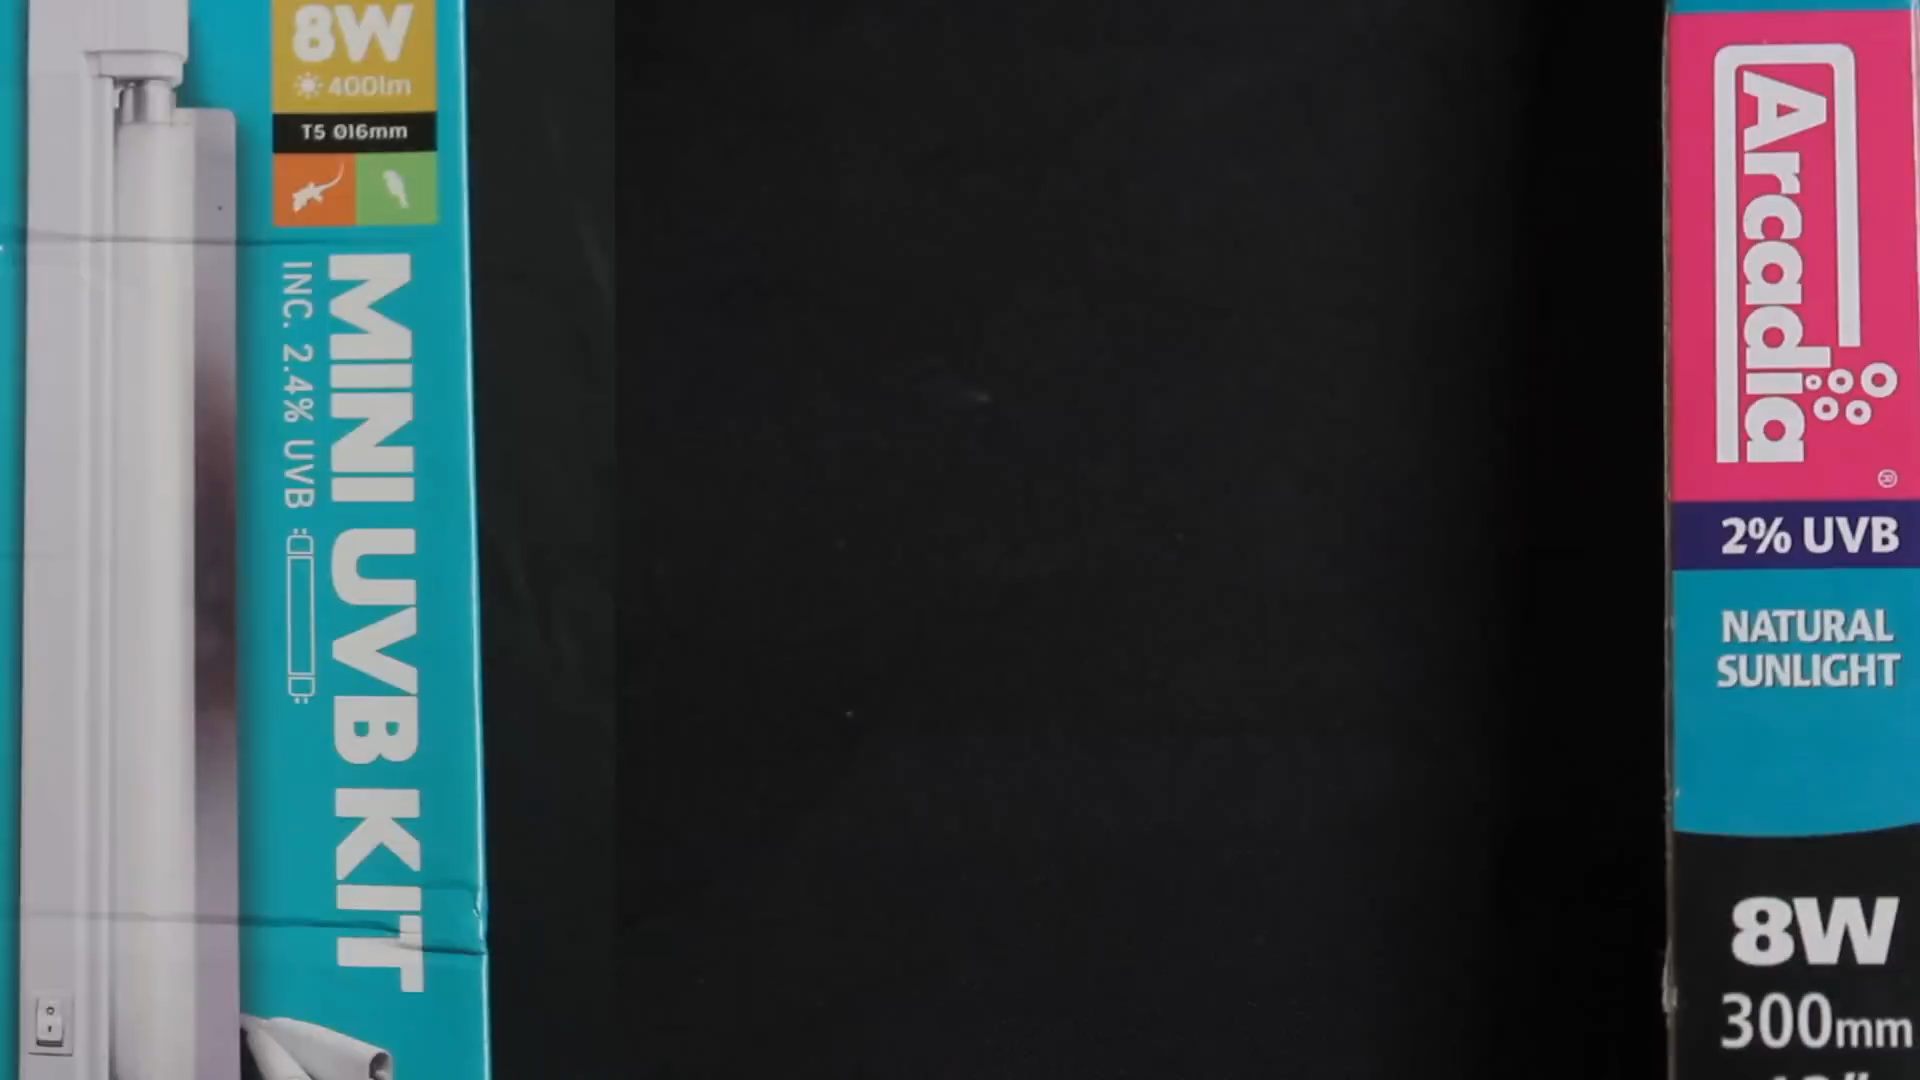 8W
400lm
T5 Ø16mm
MINI UVB KIT
INC. 2.4% UVB
Arcadia
®
2% UVB
NATURAL
SUNLIGHT
8W
300mm